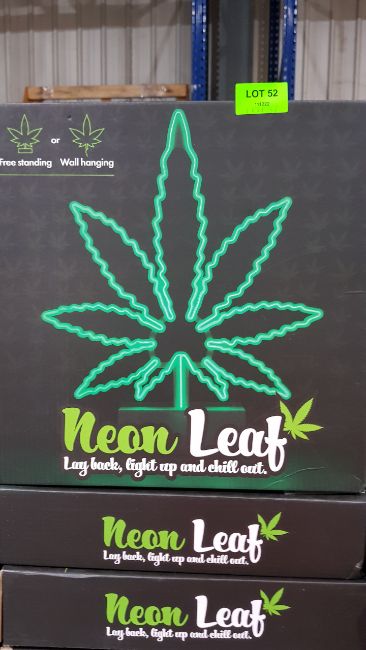 LOT 52
Free standing or Wall hanging
Neon Leaf
Lay back, light up and chill out.
Neon Leaf
Lay back, light up and chill out.
Neon Leaf
Lay back, light up and chill out.